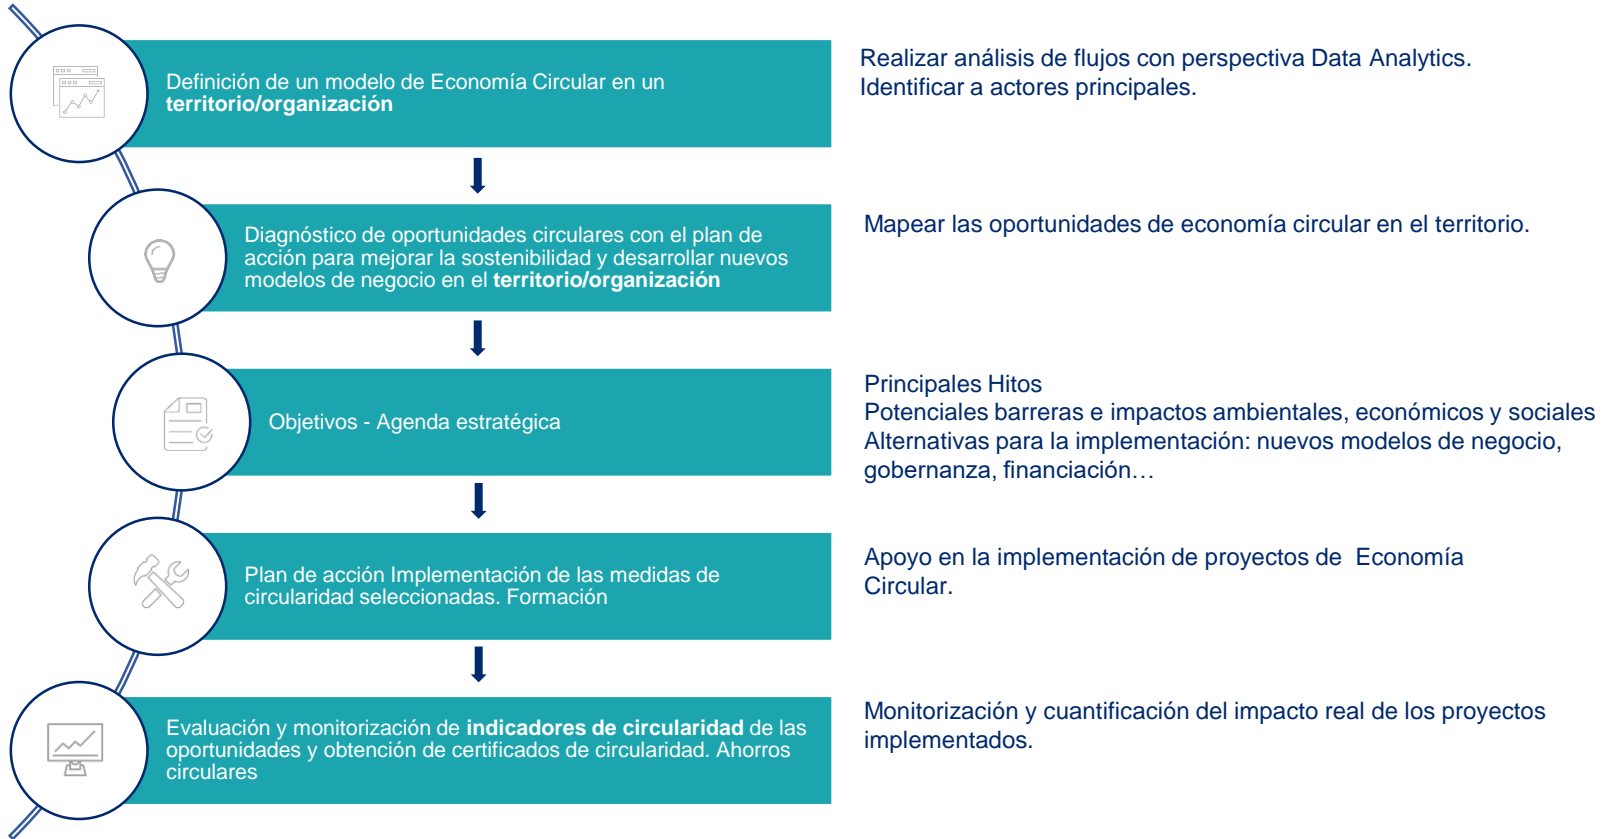 Definición de un modelo de Economía Circular en un
territorio/organización
Realizar análisis de flujos con perspectiva Data Analytics.
Identificar a actores principales.
Diagnóstico de oportunidades circulares con el plan de
acción para mejorar la sostenibilidad y desarrollar nuevos
modelos de negocio en el territorio/organización
Mapear las oportunidades de economía circular en el territorio.
Objetivos - Agenda estratégica
Principales Hitos
Potenciales barreras e impactos ambientales, económicos y sociales
Alternativas para la implementación: nuevos modelos de negocio,
gobernanza, financiación…
Plan de acción Implementación de las medidas de
circularidad seleccionadas. Formación
Apoyo en la implementación de proyectos de  Economía
Circular.
Evaluación y monitorización de indicadores de circularidad de las
oportunidades y obtención de certificados de circularidad. Ahorros
circulares
Monitorización y cuantificación del impacto real de los proyectos
implementados.